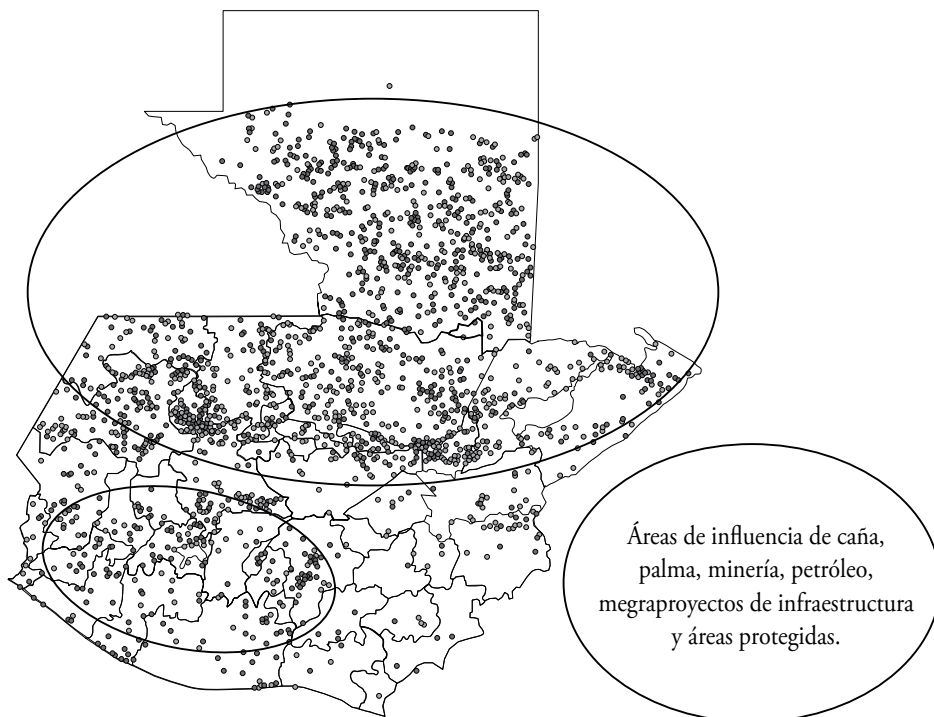 Áreas de influencia de caña,
palma, minería, petróleo,
megraproyectos de infraestructura
y áreas protegidas.